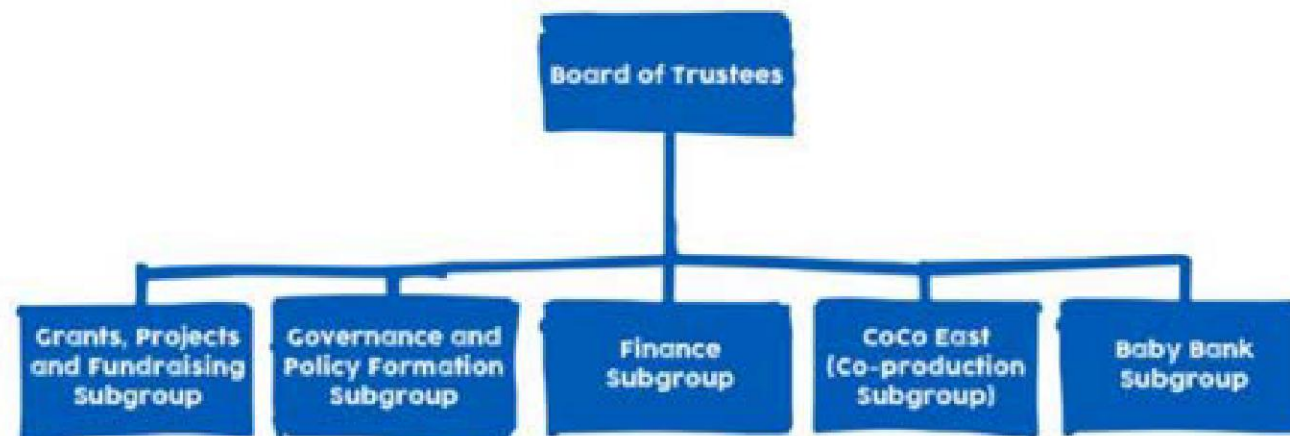 Board of Trustees
Grants, Projects
and Fundraising
Subgroup
Governance and
Policy Formation
Subgroup
Finance
Subgroup
CoCo East
(Co-production
Subgroup)
Baby Bank
Subgroup